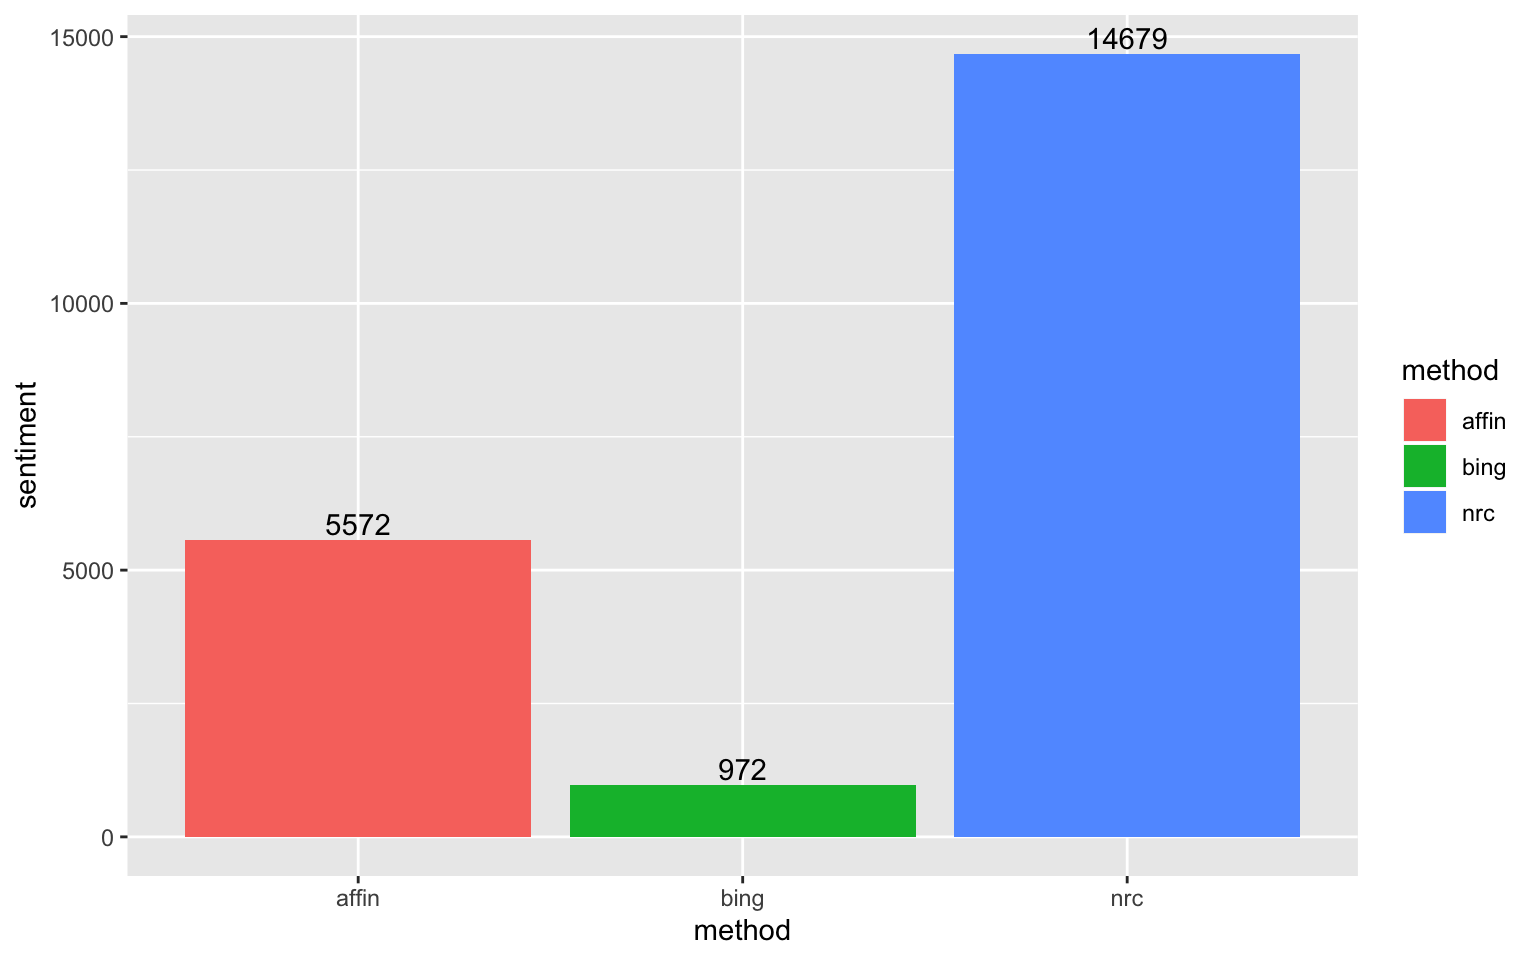 15000
10000
5000
0
sentiment
14679
5572
972
affin
bing
nrc
method
method
affin
bing
nrc